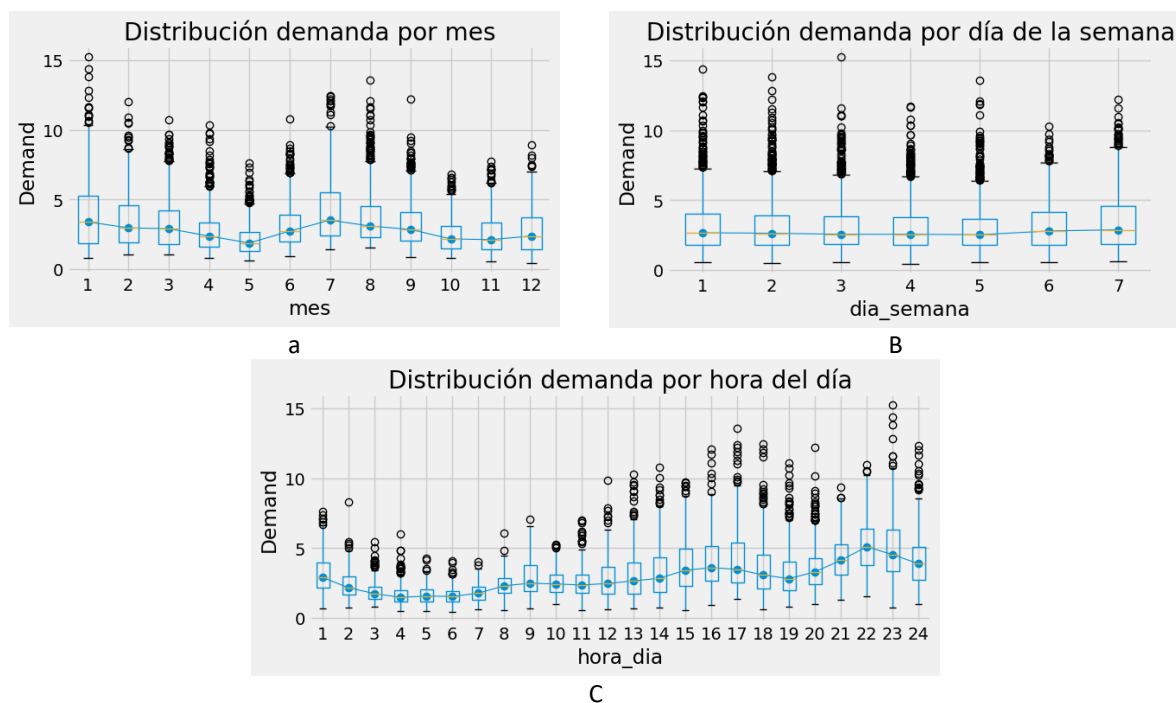 Distribución demanda por mes
15
10
5
0
Demand
1 2 3 4 5 6 7 8 9 10 11 12
mes
a
Distribución demanda por día de la semana
15
10
5
0
Demand
1 2 3 4 5 6 7
dia_semana
B
Distribución demanda por hora del día
15
10
5
0
Demand
1 2 3 4 5 6 7 8 9 10 11 12 13 14 15 16 17 18 19 20 21 22 23 24
hora_dia
C